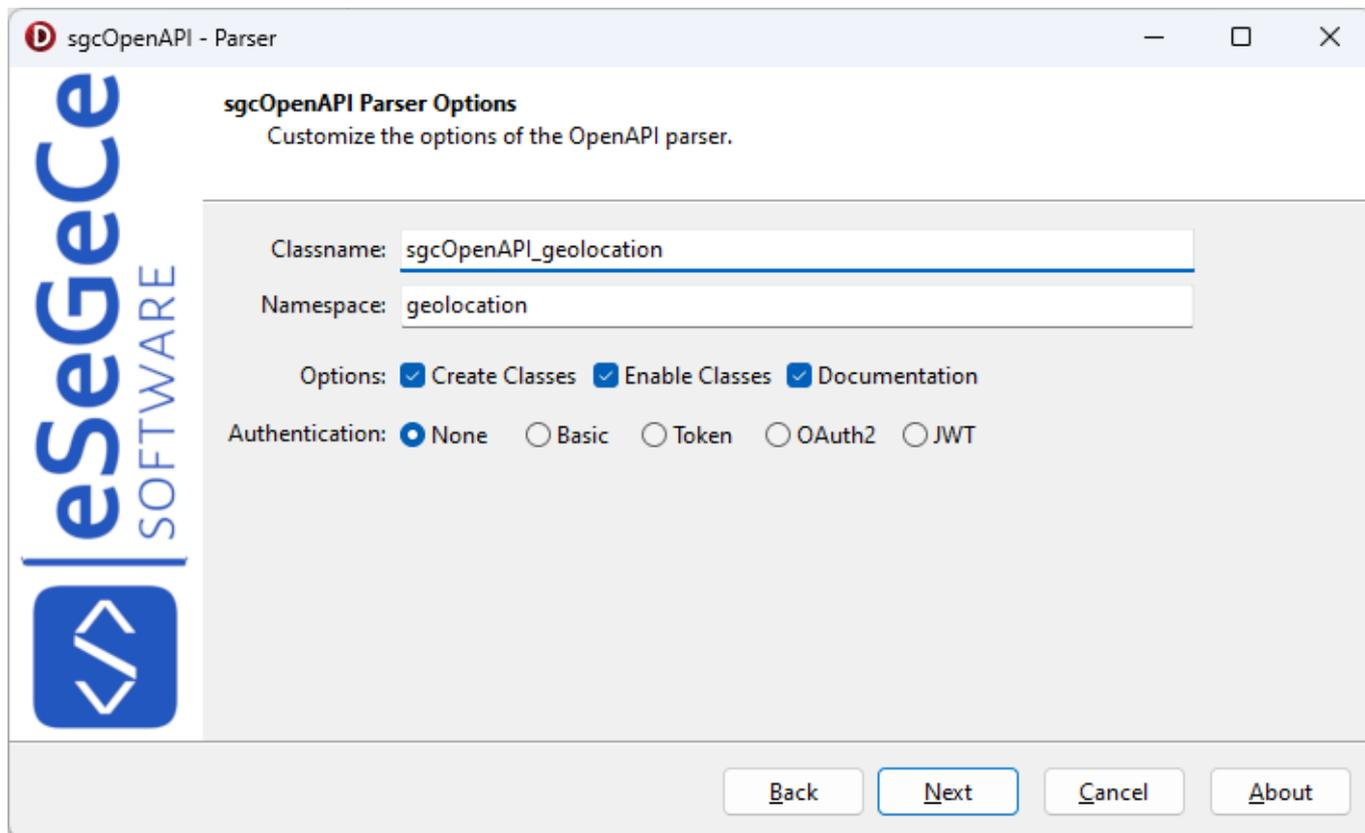 sgcOpenAPI - Parser
eSeGeCe
SOFTWARE
sgcOpenAPI Parser Options
Customize the options of the OpenAPI parser.
Classname: sgcOpenAPI_geolocation
Namespace: geolocation
Options: Create Classes Enable Classes Documentation
Authentication: None Basic Token OAuth2 JWT
Back Next Cancel About